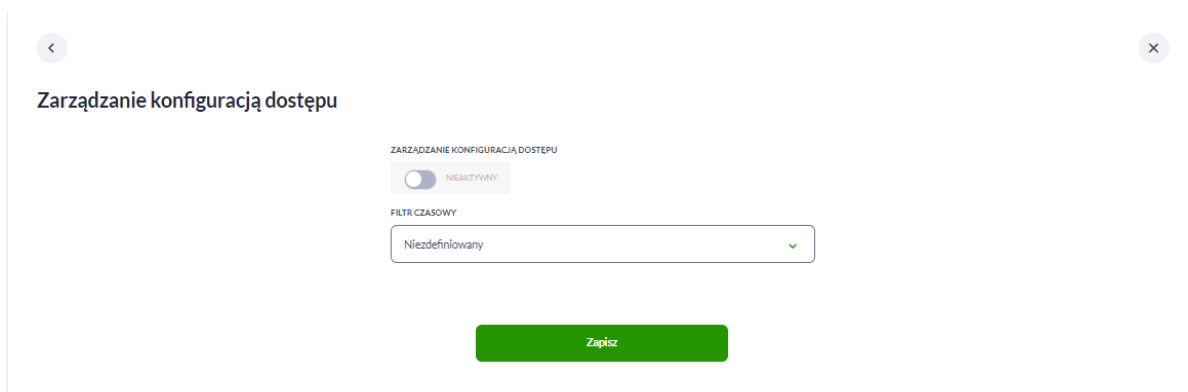 Zarządzanie konfiguracją dostępu
ZARZĄDZANIE KONFIGURACJĄ DOSTĘPU
NIEAKTYWNY
FILTR CZASOWY
Niezdefiniowany
Zapisz